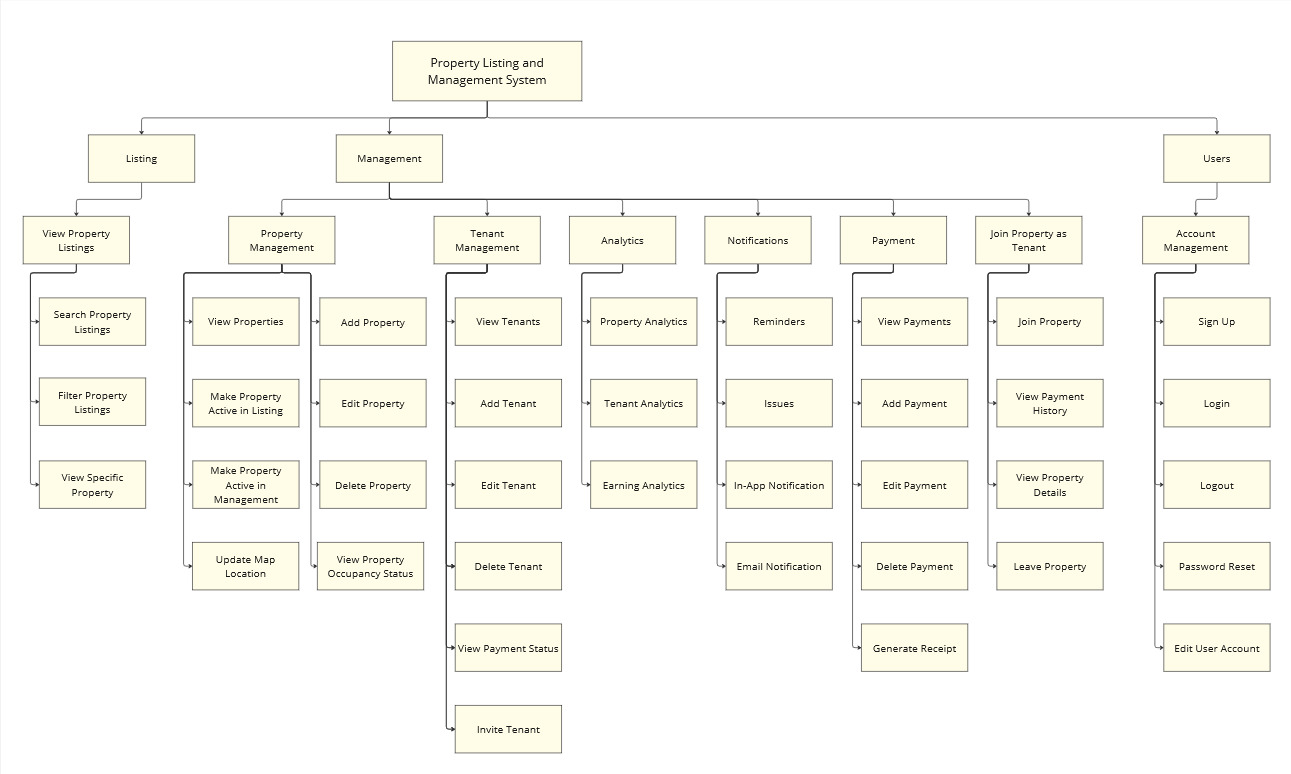 Property Listing and
Management System
Listing
Management
Users
View Property
Listings
Property
Management
Tenant
Management
Analytics
Notifications
Payment
Join Property as
Tenant
Account
Management
Search Property
Listings
View Properties
Add Property
View Tenants
Property Analytics
Reminders
View Payments
Join Property
Sign Up
Filter Property
Listings
Make Property
Active in Listing
Edit Property
Add Tenant
Tenant Analytics
Issues
Add Payment
View Payment
History
Login
View Specific
Property
Make Property
Active in
Management
Delete Property
Edit Tenant
Earning Analytics
In-App Notification
Edit Payment
View Property
Details
Logout
Update Map
Location
View Property
Occupancy Status
Delete Tenant
Email Notification
Delete Payment
Leave Property
Password Reset
View Payment Status
Generate Receipt
Edit User Account
Invite Tenant